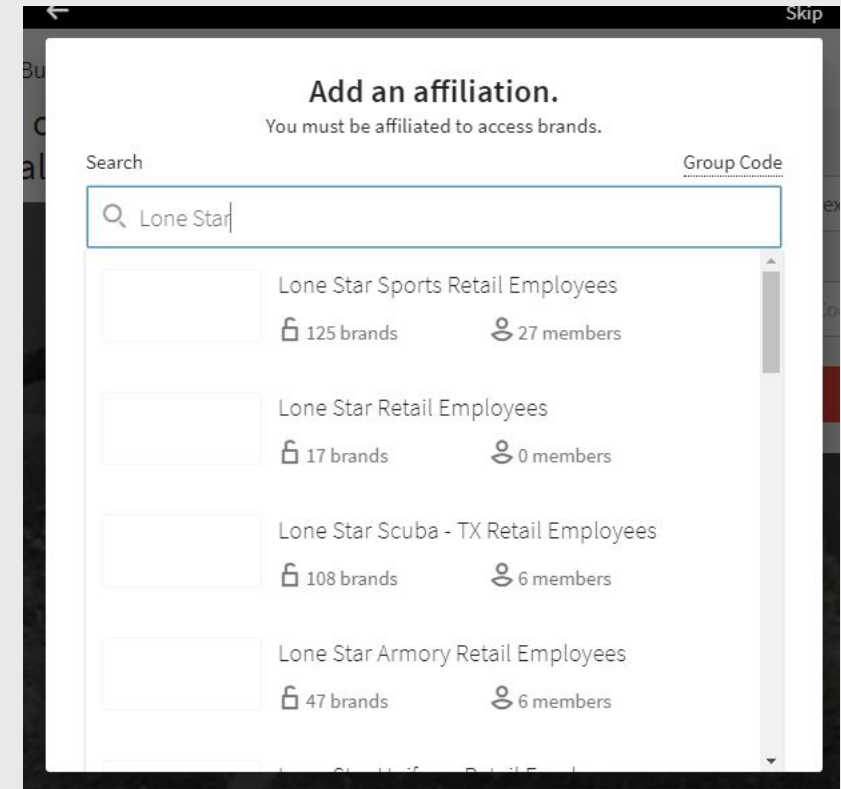 Skip
Bu
Add an affiliation.
You must be affiliated to access brands.
Search
Group Code
Lone Star
Lone Star Sports Retail Employees
125 brands 27 members
Lone Star Retail Employees
17 brands 0 members
Lone Star Scuba - TX Retail Employees
108 brands 6 members
Lone Star Armory Retail Employees
47 brands 6 members